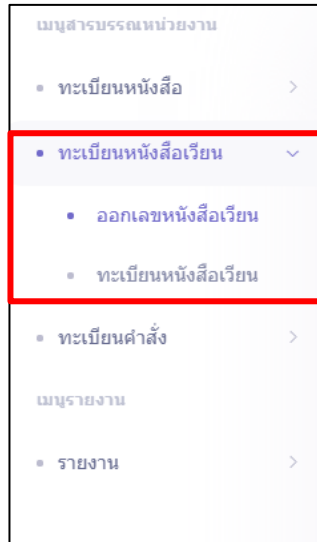 เมนูสารบรรณหน่วยงาน
ทะเบียนหนังสือ
ทะเบียนหนังสือเวียน
ออกเลขหนังสือเวียน
ทะเบียนหนังสือเวียน
ทะเบียนคำสั่ง
เมนูรายงาน
รายงาน